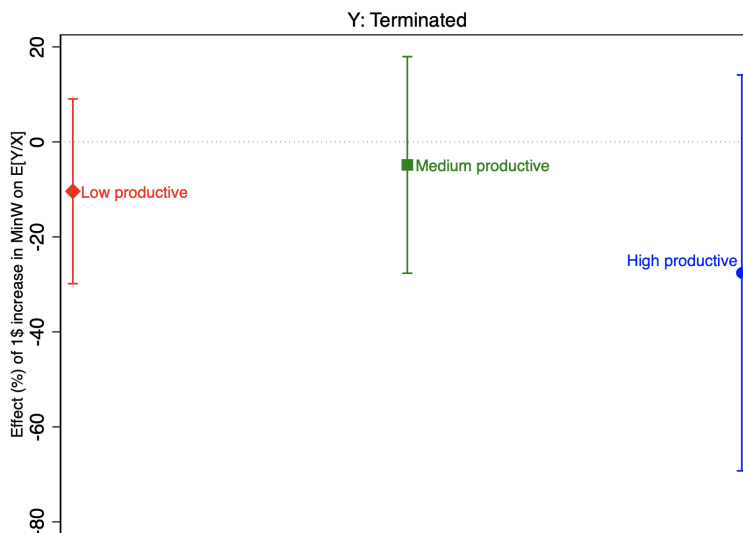 Y: Terminated
Effect (%) of 1$ increase in MinW on E[Y/X]
20
0
-20
-40
-60
-80
Low productive
Medium productive
High productive